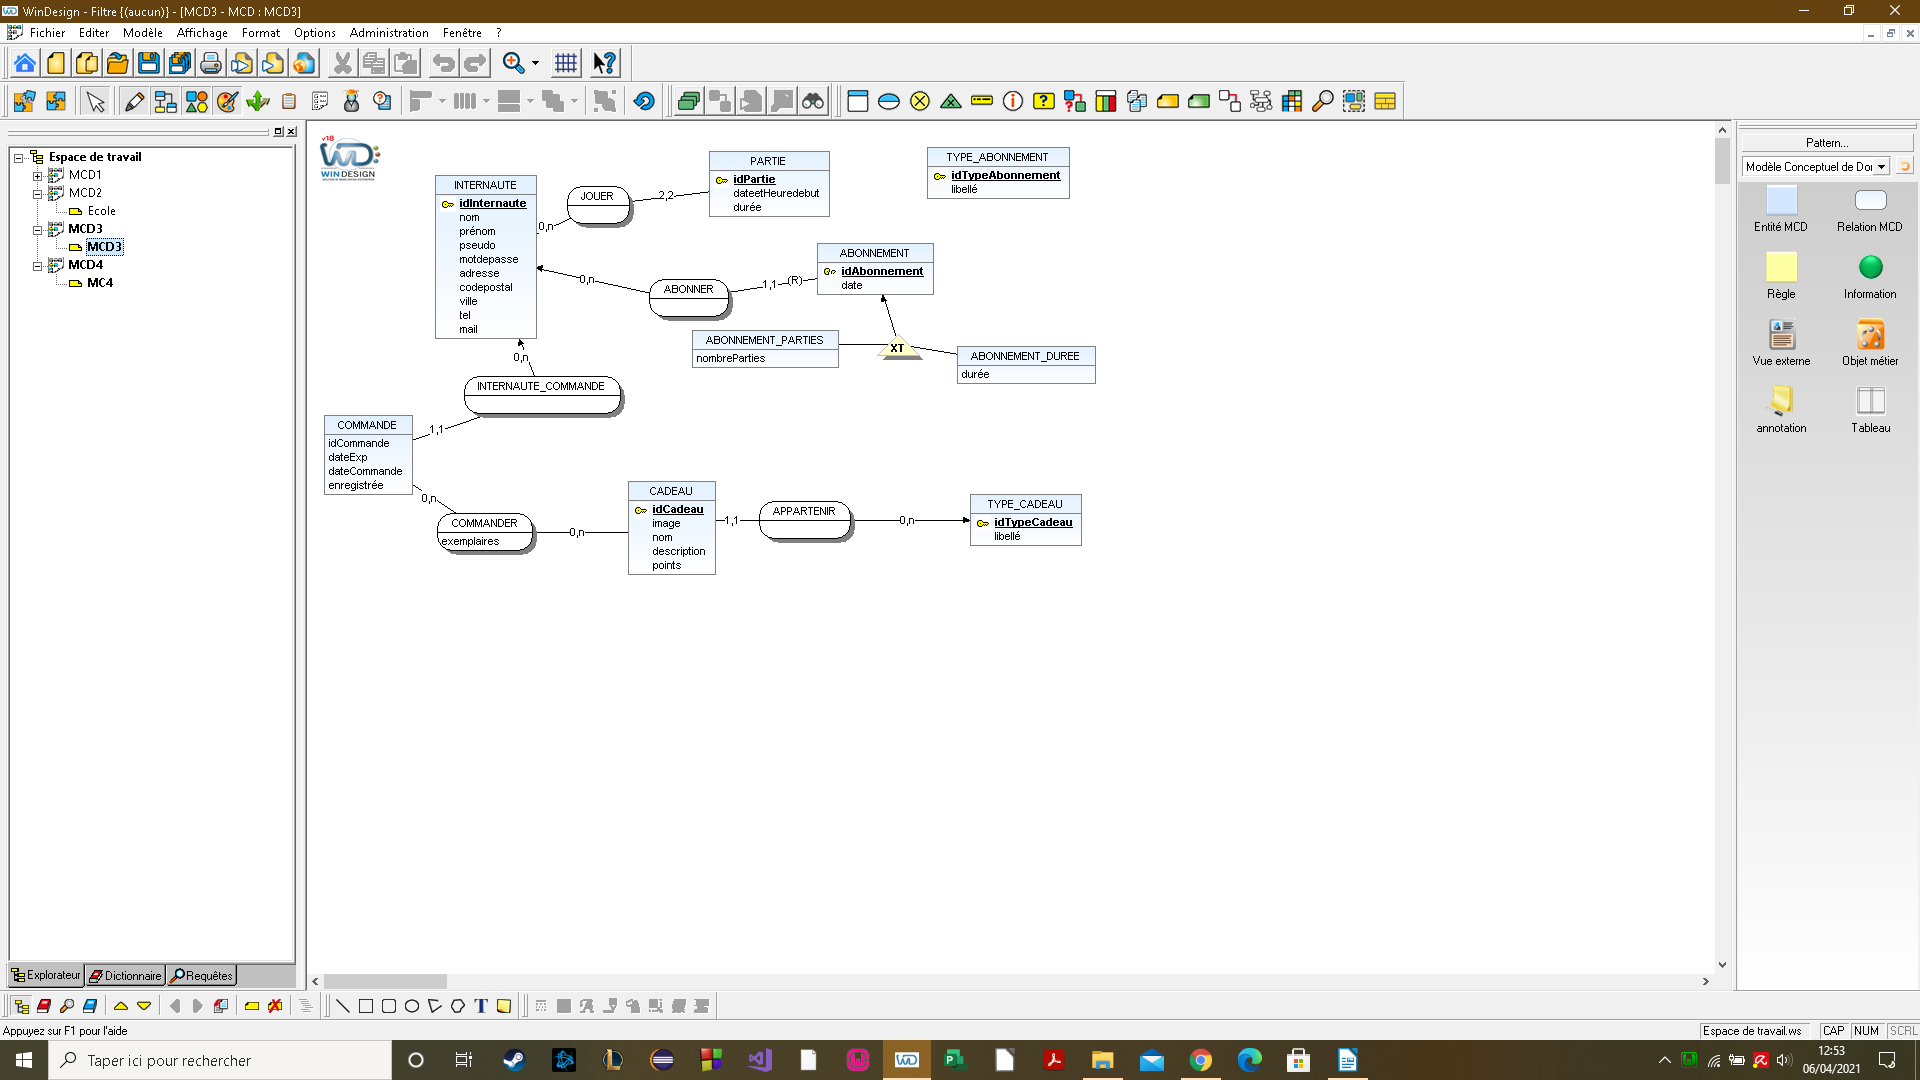 WinDesign - Filtre {(aucun)} - [MCD3 - MCD : MCD3]
Fichier Editer Modèle Affichage Format Options Administration Fenêtre ?
Espace de travail
MCD1
MCD2
Ecole
MCD3
MCD3
MCD4
MC4
Explorateur Dictionnaire Requêtes
v18
WD
WINDESIGN
INTERNAUTE
idInternaute
nom
prénom
pseudo
motdepasse
adresse
codepostal
ville
tel
mail
JOUER
0,n
2,2
PARTIE
idPartie
dateetHeuredebut
durée
TYPE_ABONNEMENT
idTypeAbonnement
libellé
ABONNER
0,n
1,1 (R)
ABONNEMENT
idAbonnement
date
XT
ABONNEMENT_PARTIES
nombreParties
ABONNEMENT_DUREE
durée
0,n
INTERNAUTE_COMMANDE
1,1
COMMANDE
idCommande
dateExp
dateCommande
enregistrée
0,n
COMMANDER
exemplaires
0,n
CADEAU
idCadeau
image
nom
description
points
1,1
APPARTENIR
0,n
TYPE_CADEAU
idTypeCadeau
libellé
Pattern...
Modèle Conceptuel de Do
Entité MCD
Relation MCD
Règle
Information
Vue externe
Objet métier
annotation
Tableau
Appuyez sur F1 pour l'aide
Espace de travail.ws CAP NUM SCRL
Taper ici pour rechercher
12:53
06/04/2021